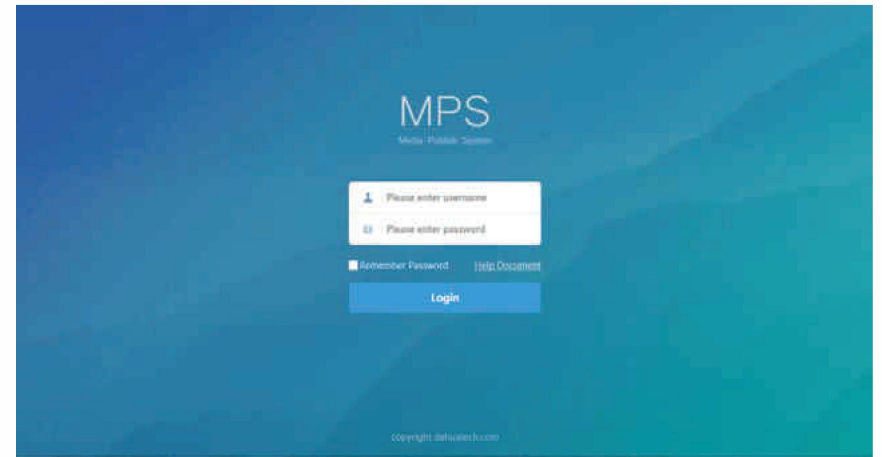 MPS
Media Publish System
Please enter username
Please enter password
Remember Password Help Document
Login
copyright dahuatech.com